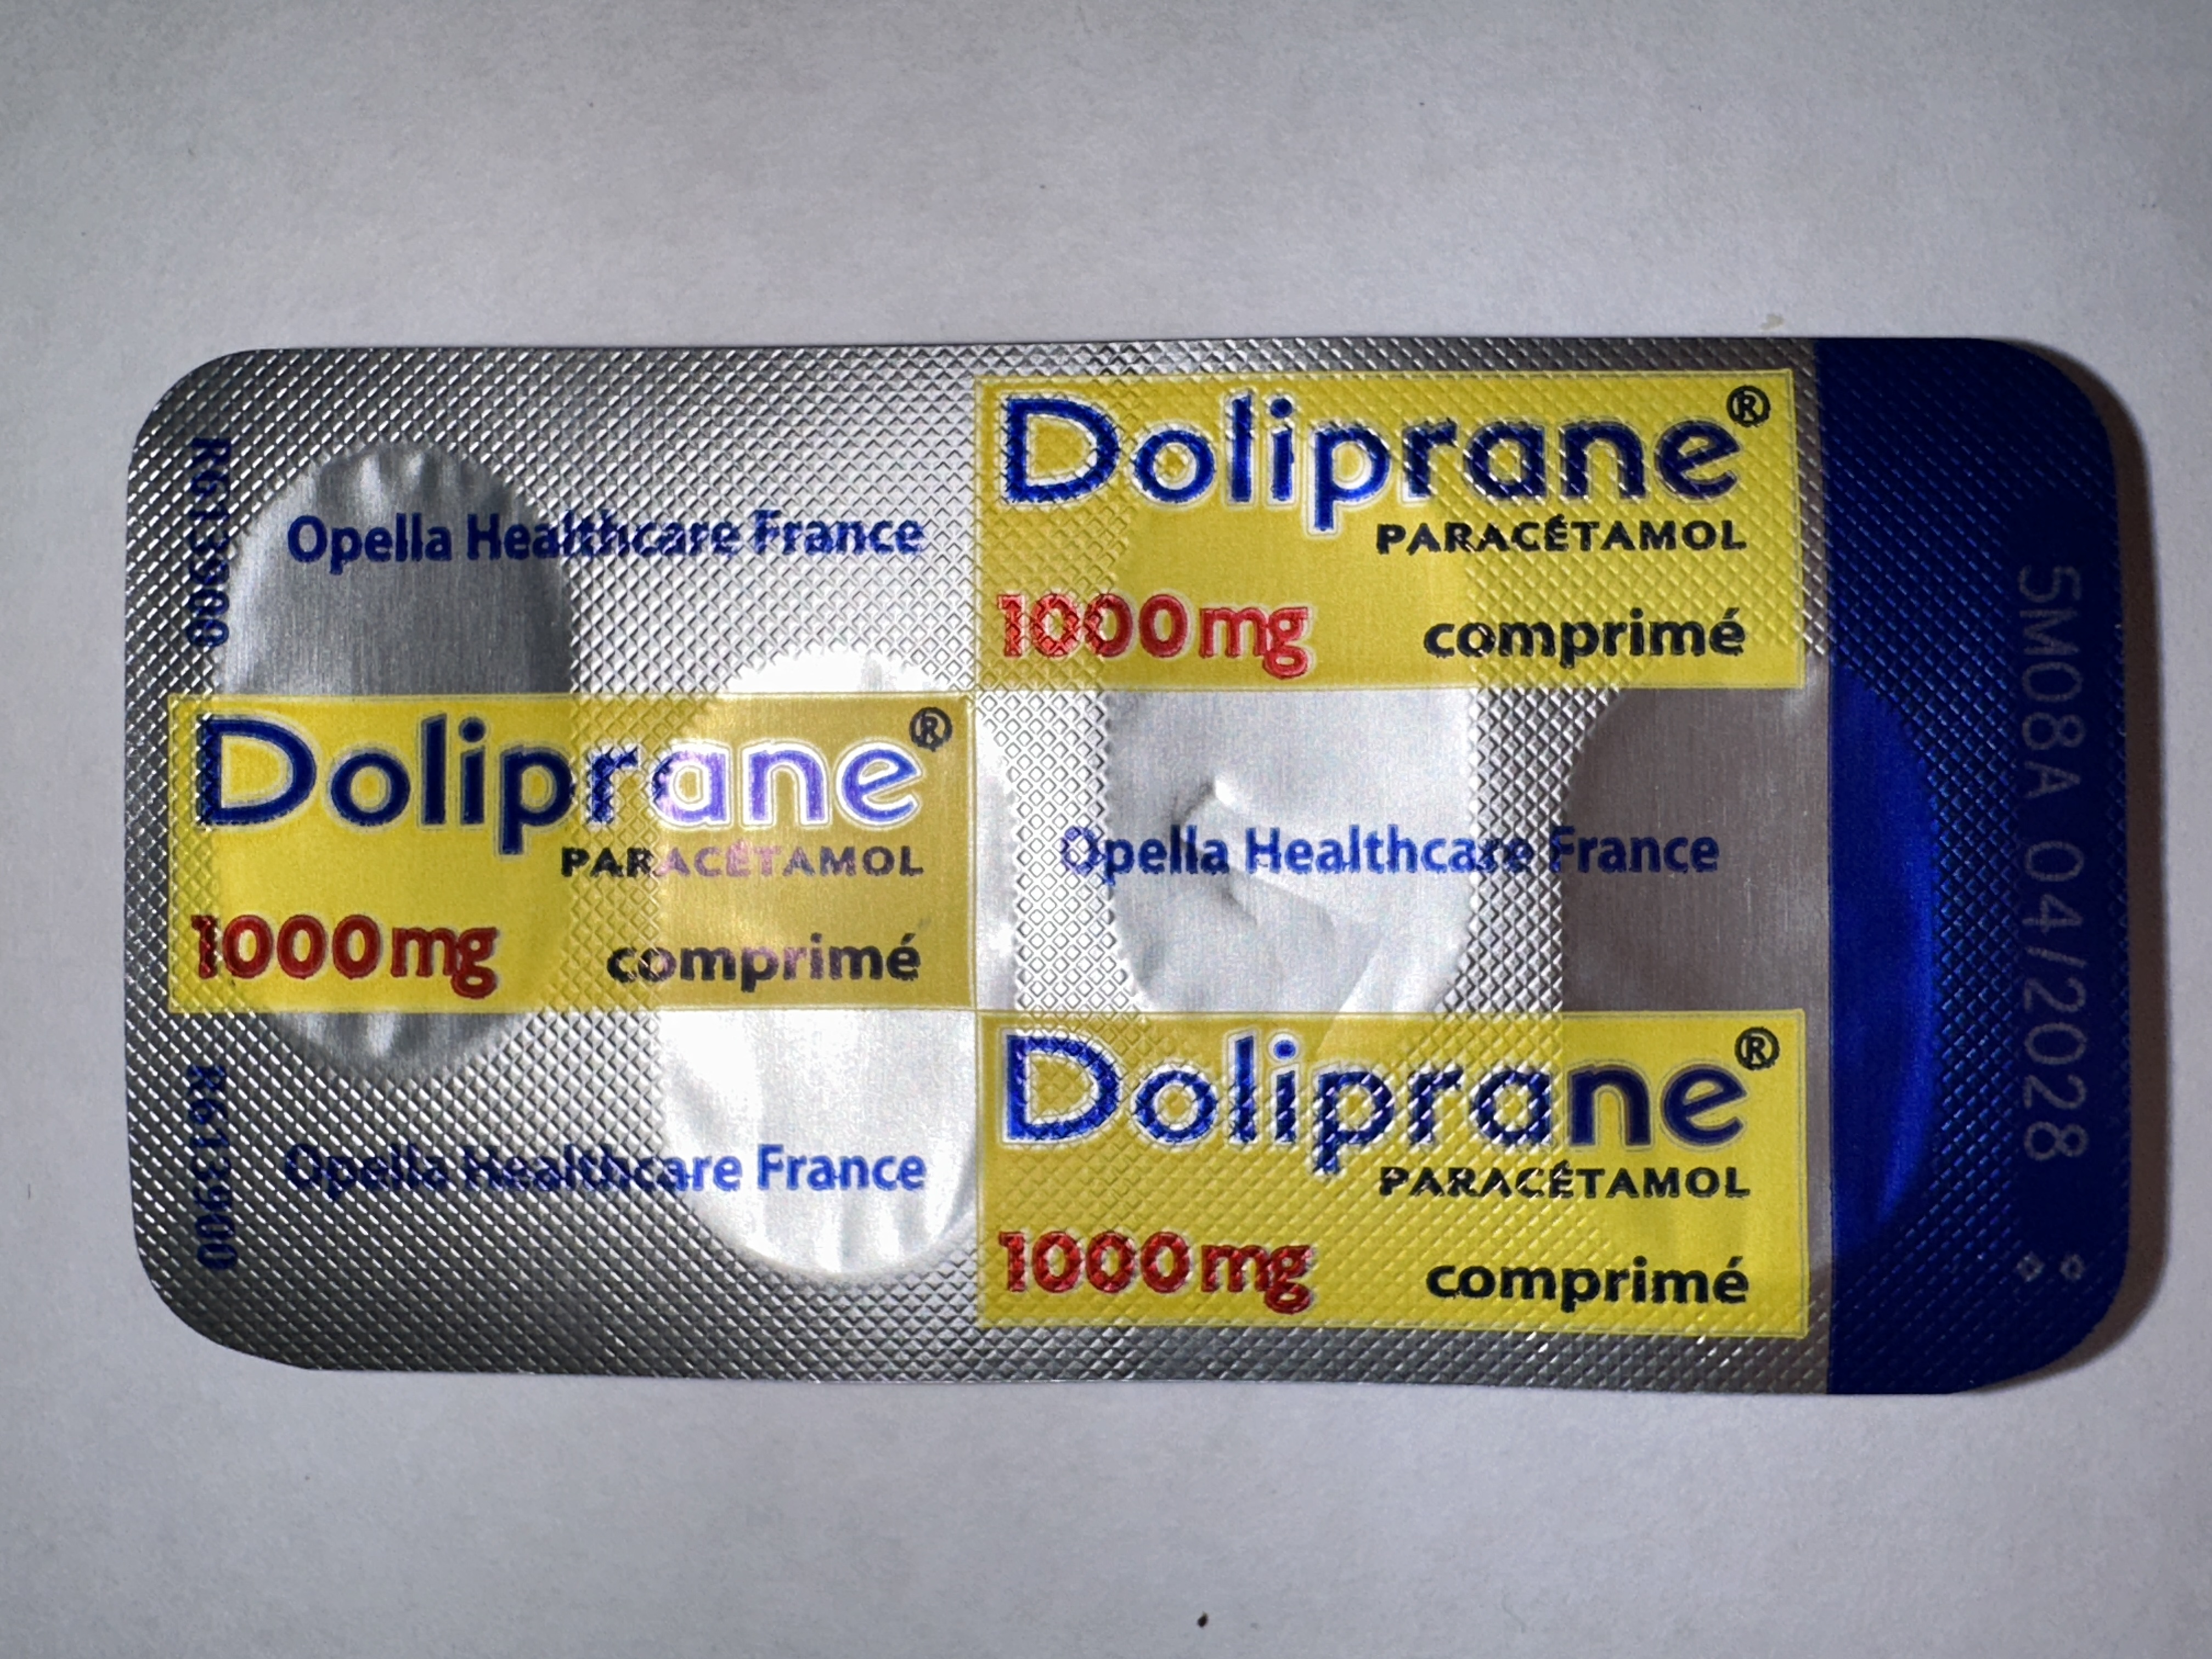 Doliprane®
PARACÉTAMOL
1000mg comprimé
Opella Healthcare France
Doliprane®
PARACÉTAMOL
1000mg comprimé
Opella Healthcare France
Opella Healthcare France
Doliprane®
PARACÉTAMOL
1000mg comprimé
R613900
R613900
5M08A 04/2028